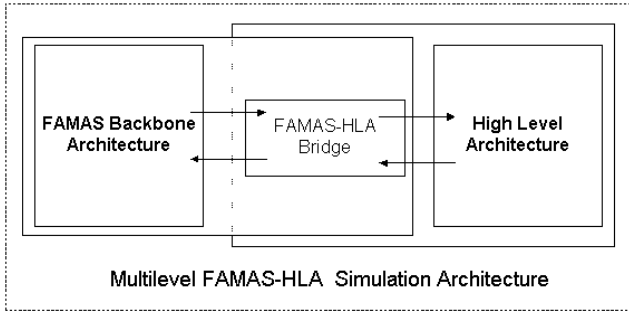 FAMAS Backbone
Architecture
FAMAS-HLA
Bridge
High Level
Architecture
Multilevel FAMAS-HLA Simulation Architecture